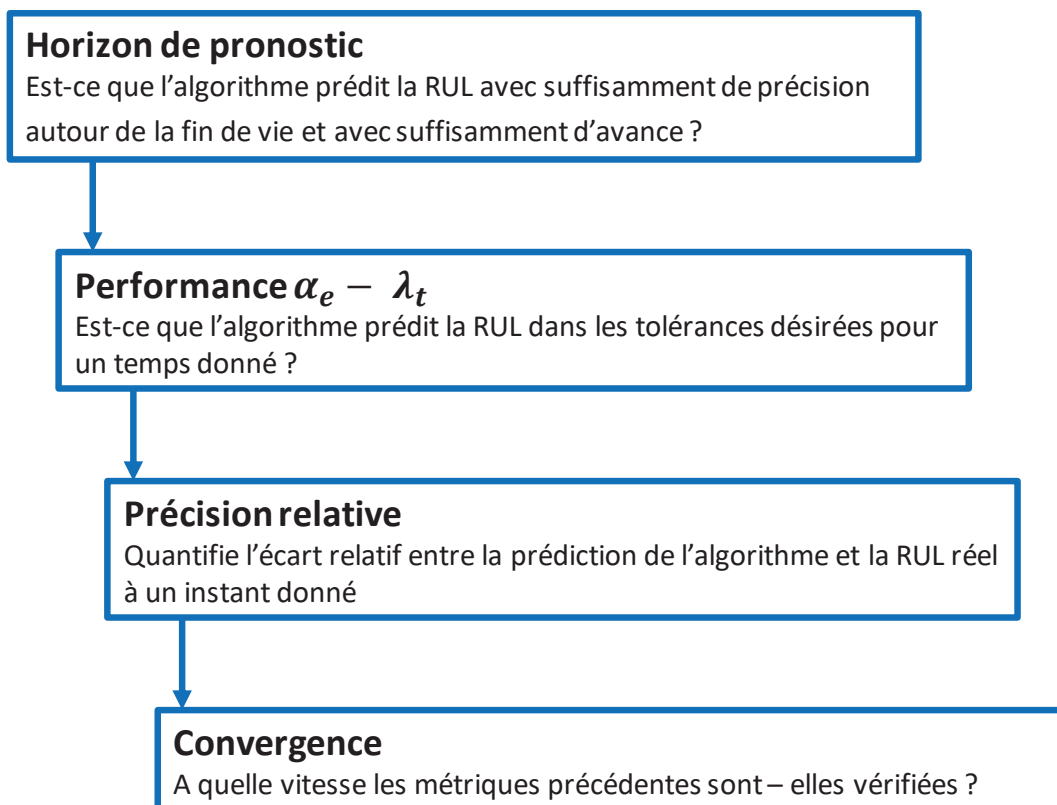 Horizon de pronostic
Est-ce que l’algorithme prédit la RUL avec suffisamment de précision
autour de la fin de vie et avec suffisamment d’avance ?
Performance αₑ − λₜ
Est-ce que l’algorithme prédit la RUL dans les tolérances désirées pour
un temps donné ?
Précision relative
Quantifie l’écart relatif entre la prédiction de l’algorithme et la RUL réel
à un instant donné
Convergence
A quelle vitesse les métriques précédentes sont – elles vérifiées ?